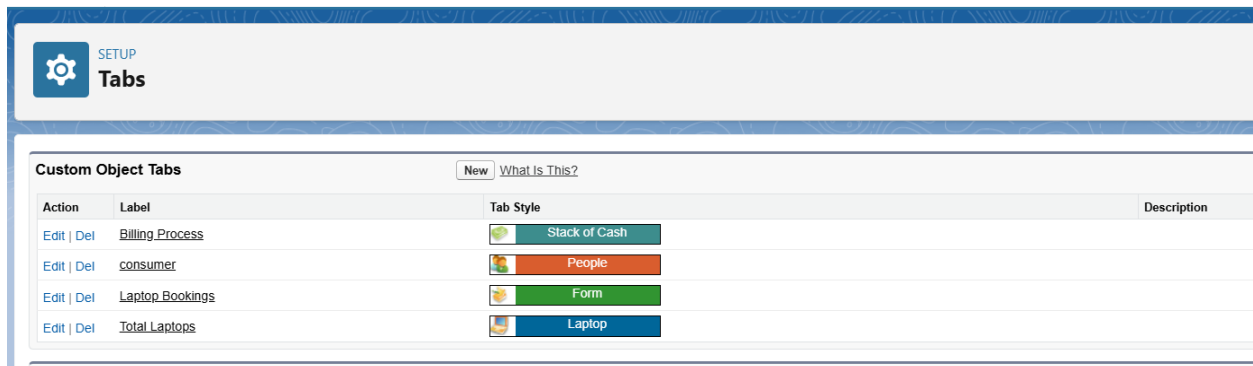 SETUP
Tabs
Custom Object Tabs New What Is This?
Action Label Tab Style Description
Edit | Del Billing Process Stack of Cash
Edit | Del consumer People
Edit | Del Laptop Bookings Form
Edit | Del Total Laptops Laptop